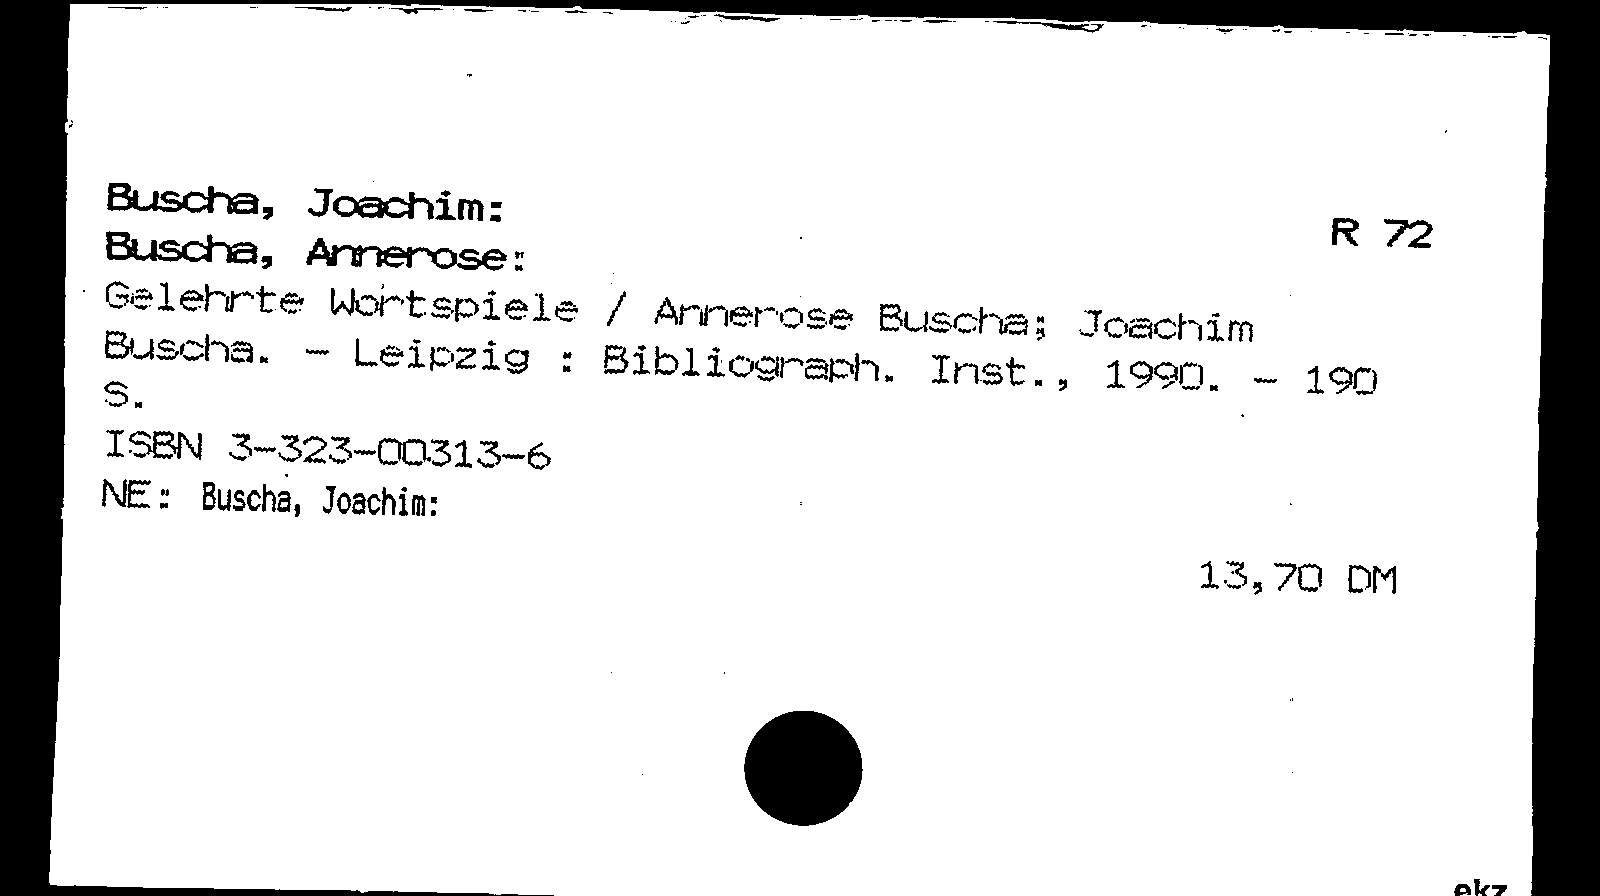 Buscha, Joachim:
R 72
Buscha, Annerose:
Gelehrte Wortspiele / Annerose Buscha; Joachim
Buscha. - Leipzig : Bibliograph. Inst., 1990. - 190
S.
ISBN 3-323-00313-6
NE: Buscha, Joachim:
13,70 DM
ekz